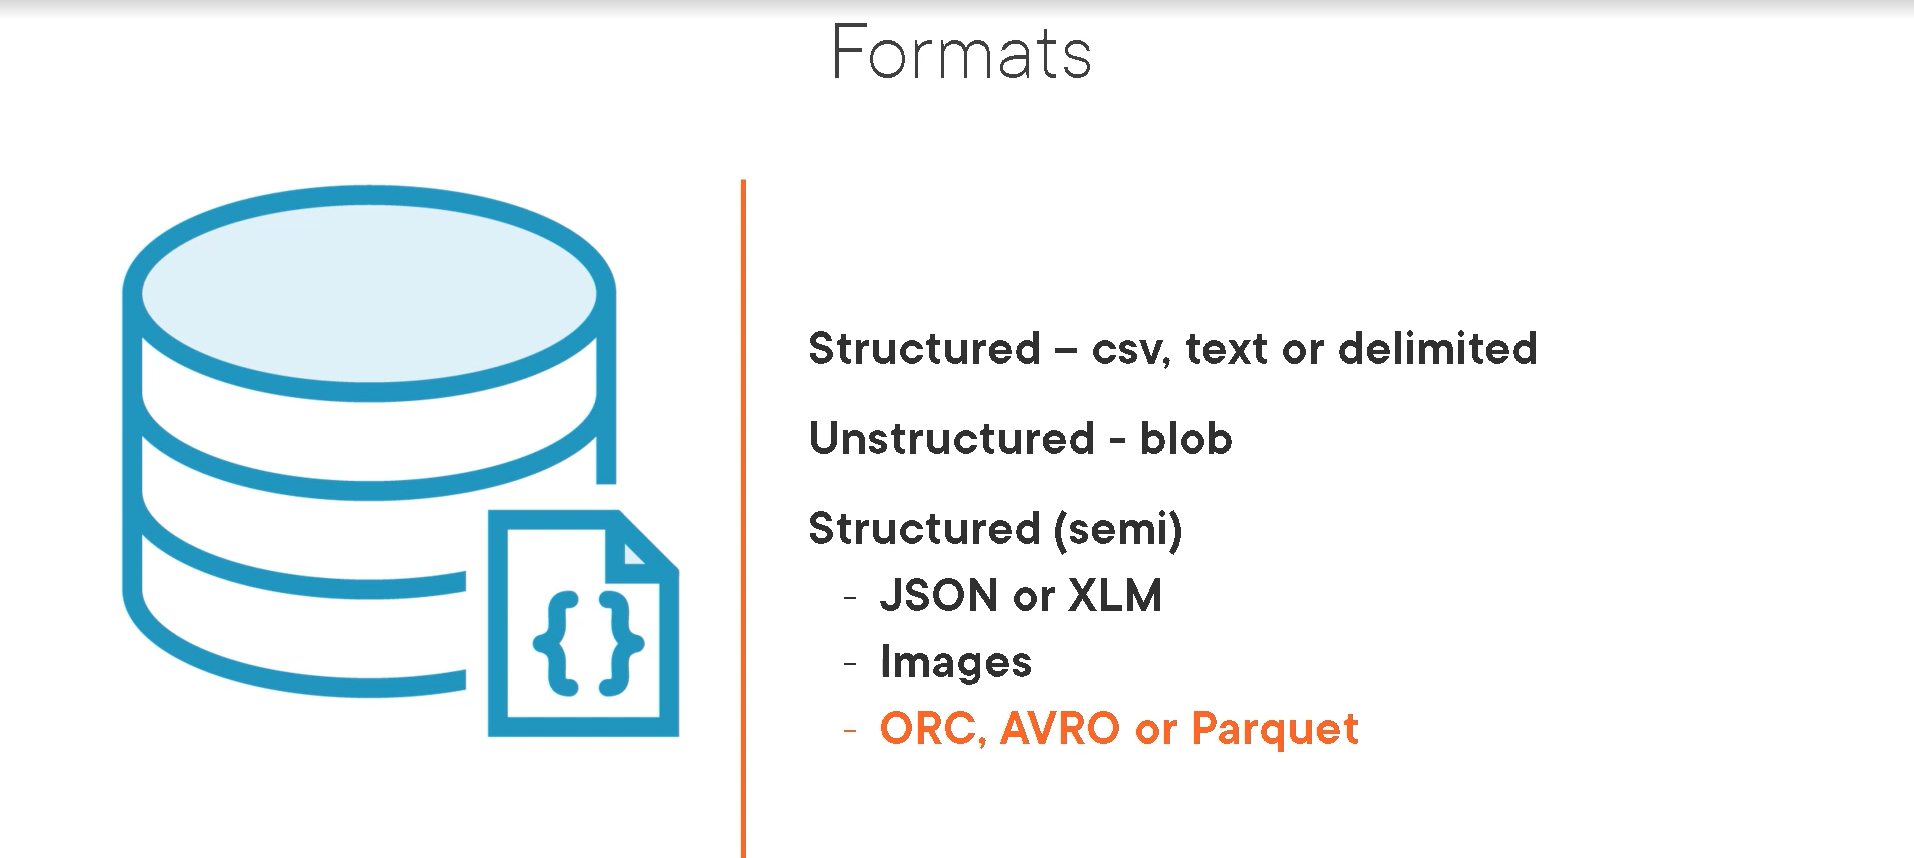 Formats
Structured – csv, text or delimited
Unstructured - blob
Structured (semi)
- JSON or XLM
- Images
- ORC, AVRO or Parquet
{ }